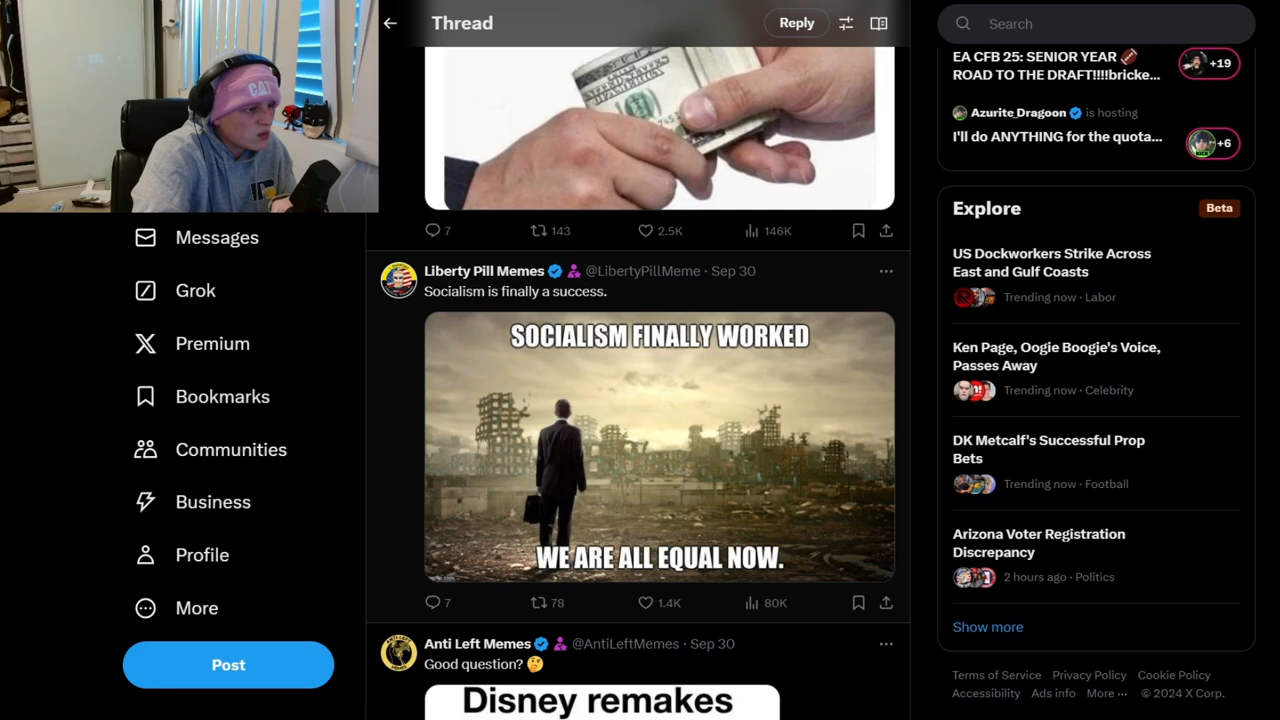 CAT
Thread
Reply
Search
Messages
Grok
Premium
Bookmarks
Communities
Business
Profile
More
Post
7
143
2.5K
146K
Liberty Pill Memes @LibertyPillMeme · Sep 30
Socialism is finally a success.
SOCIALISM FINALLY WORKED
WE ARE ALL EQUAL NOW.
7
78
1.4K
80K
Anti Left Memes @AntiLeftMemes · Sep 30
Good question? 🤔
Disney remakes
EA CFB 25: SENIOR YEAR 🏈
ROAD TO THE DRAFT!!!!bricke...
+19
Azurite_Dragoon is hosting
I'll do ANYTHING for the quota...
+6
Explore
Beta
US Dockworkers Strike Across
East and Gulf Coasts
Trending now · Labor
Ken Page, Oogie Boogie's Voice,
Passes Away
Trending now · Celebrity
DK Metcalf's Successful Prop
Bets
Trending now · Football
Arizona Voter Registration
Discrepancy
2 hours ago · Politics
Show more
Terms of Service Privacy Policy Cookie Policy
Accessibility Ads info More ··· © 2024 X Corp.